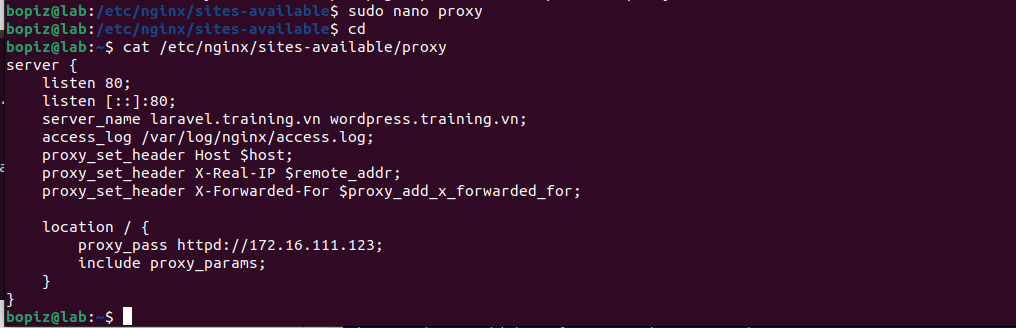 bopiz@lab:/etc/nginx/sites-available$ sudo nano proxy
bopiz@lab:/etc/nginx/sites-available$ cd
bopiz@lab:~$ cat /etc/nginx/sites-available/proxy
server {
    listen 80;
    listen [::]:80;
    server_name laravel.training.vn wordpress.training.vn;
    access_log /var/log/nginx/access.log;
    proxy_set_header Host $host;
    proxy_set_header X-Real-IP $remote_addr;
    proxy_set_header X-Forwarded-For $proxy_add_x_forwarded_for;

    location / {
        proxy_pass httpd://172.16.111.123;
        include proxy_params;
    }
}
bopiz@lab:~$